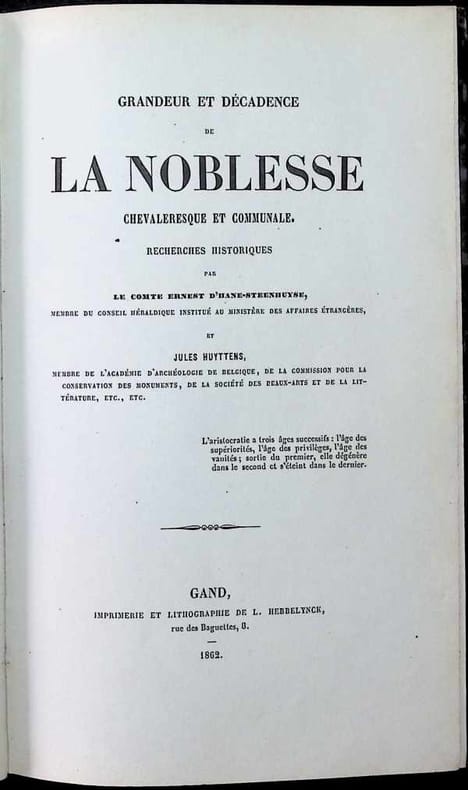 GRANDEUR ET DÉCADENCE
DE
LA NOBLESSE
CHEVALERESQUE ET COMMUNALE.
RECHERCHES HISTORIQUES
PAR
LE COMTE ERNEST D'HANE-STEENHUYSE,
MEMBRE DU CONSEIL HÉRALDIQUE INSTITUÉ AU MINISTÈRE DES AFFAIRES ÉTRANGÈRES,
ET
JULES HUYTTENS,
MEMBRE DE L'ACADÉMIE D'ARCHÉOLOGIE DE BELGIQUE, DE LA COMMISSION POUR LA
CONSERVATION DES MONUMENTS, DE LA SOCIÉTÉ DES BEAUX-ARTS ET DE LA LIT-
TÉRATURE, ETC., ETC.
L'aristocratie a trois âges successifs : l'âge des
supériorités, l'âge des privilèges, l'âge des
vanités ; sortie du premier, elle dégénère
dans le second et s'éteint dans le dernier.
GAND,
IMPRIMERIE ET LITHOGRAPHIE DE L. HEBBELYNCK,
rue des Baguettes, 8.
1862.